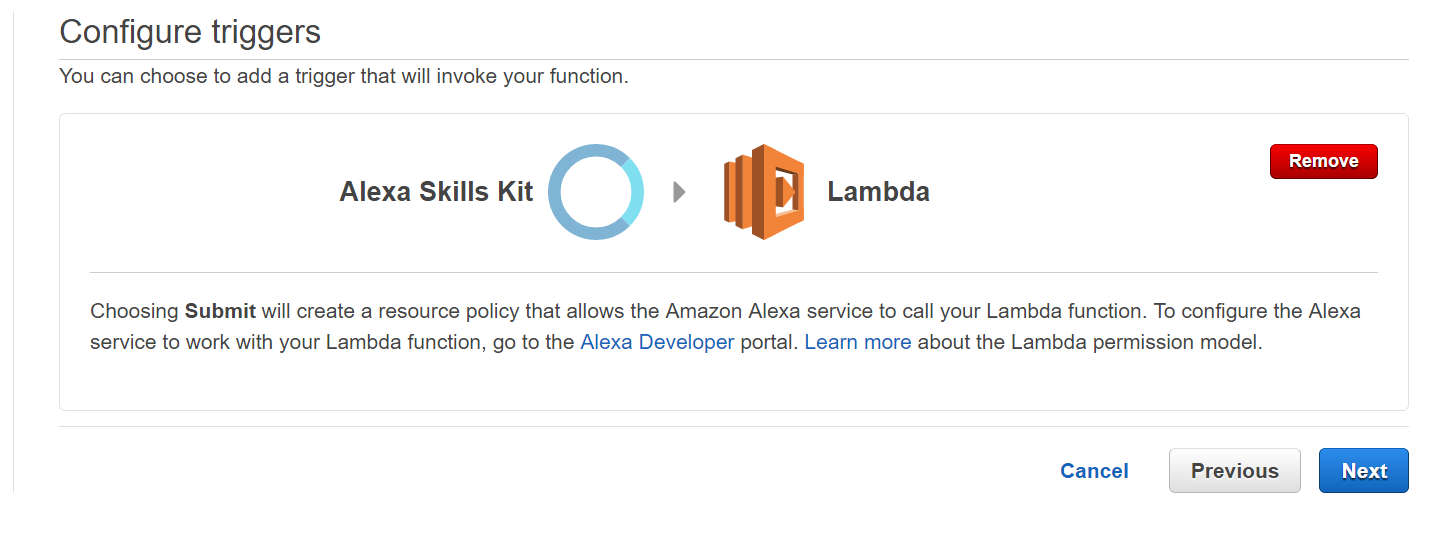 Configure triggers
You can choose to add a trigger that will invoke your function.
Remove
Alexa Skills Kit
Lambda
Choosing Submit will create a resource policy that allows the Amazon Alexa service to call your Lambda function. To configure the Alexa
service to work with your Lambda function, go to the Alexa Developer portal. Learn more about the Lambda permission model.
Cancel
Previous
Next